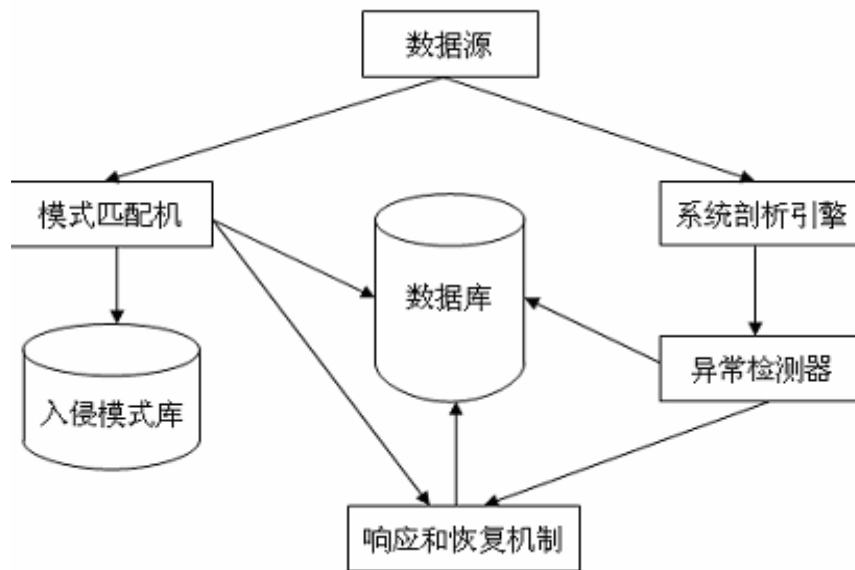 数据源
模式匹配机
系统剖析引擎
数据库
异常检测器
入侵模式库
响应和恢复机制